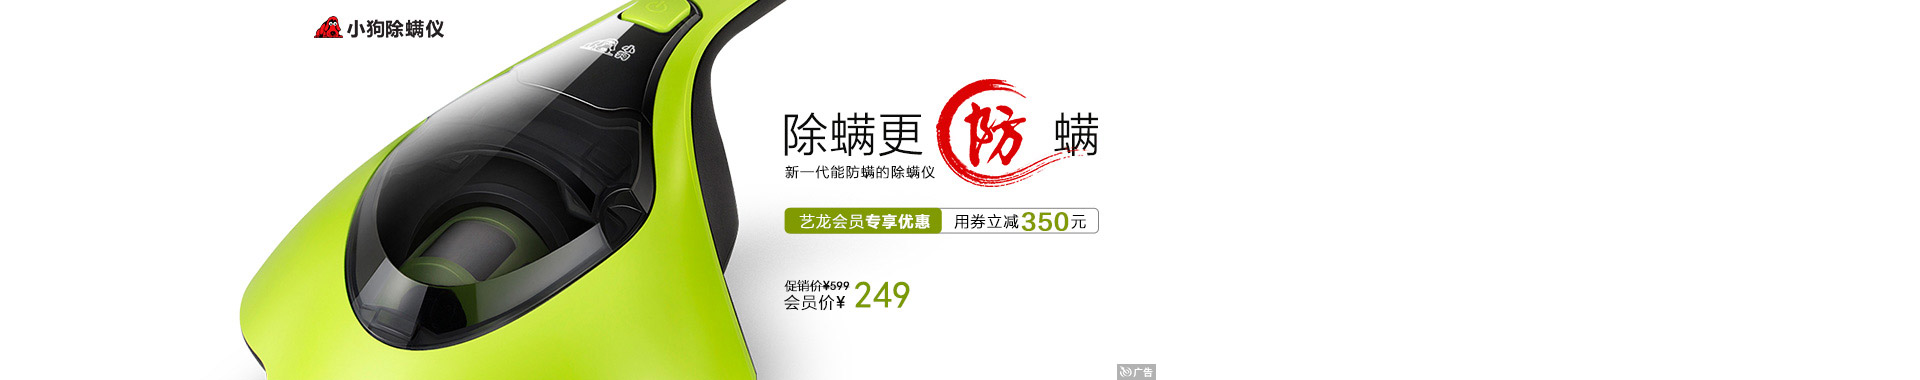 小狗除螨仪
除螨更防螨
新一代能防螨的除螨仪
艺龙会员专享优惠 用券立减350元
促销价¥599
会员价¥ 249
广告